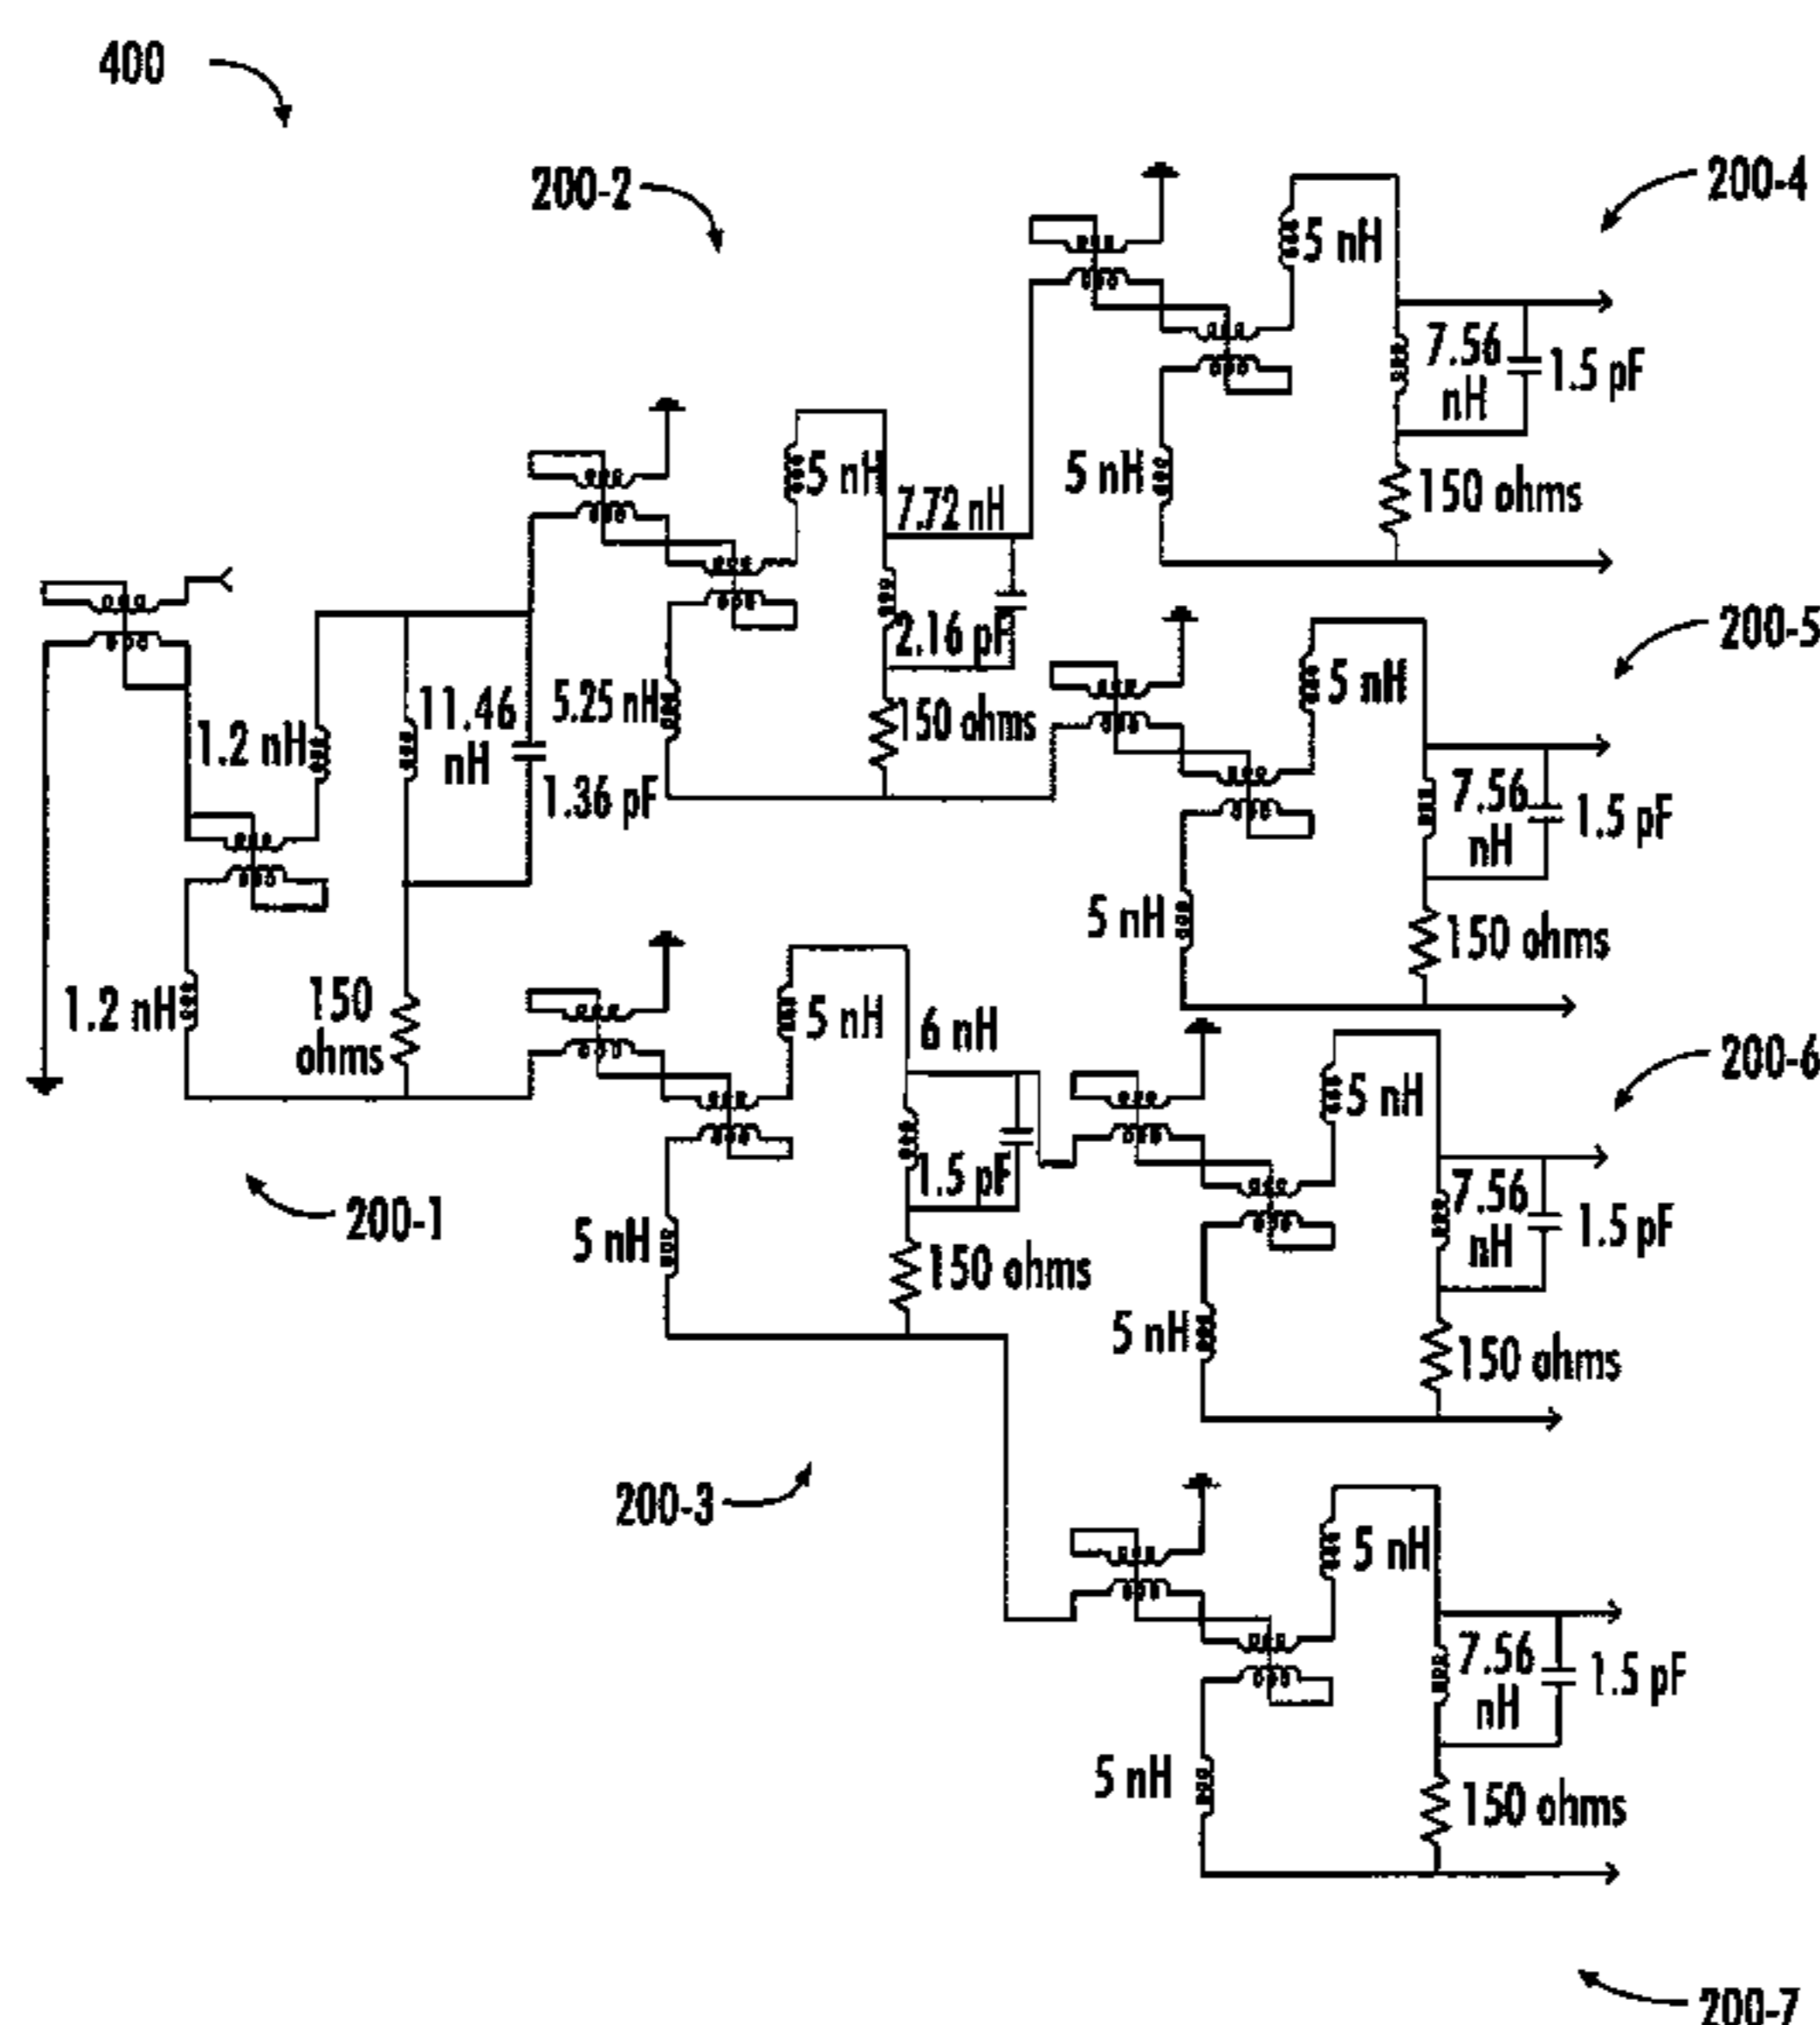 400
200-2
200-4
5 nH
7.56
nH
1.5 pF
5 nH
150 ohms
5 nH
7.72 nH
2.16 pF
5.25 nH
150 ohms
200-5
5 nH
7.56
nH
1.5 pF
5 nH
150 ohms
1.2 nH
11.46
nH
1.36 pF
1.2 nH
150
ohms
200-1
5 nH
6 nH
1.5 pF
5 nH
150 ohms
200-3
200-6
5 nH
7.56
nH
1.5 pF
5 nH
150 ohms
5 nH
7.56
nH
1.5 pF
5 nH
150 ohms
200-7